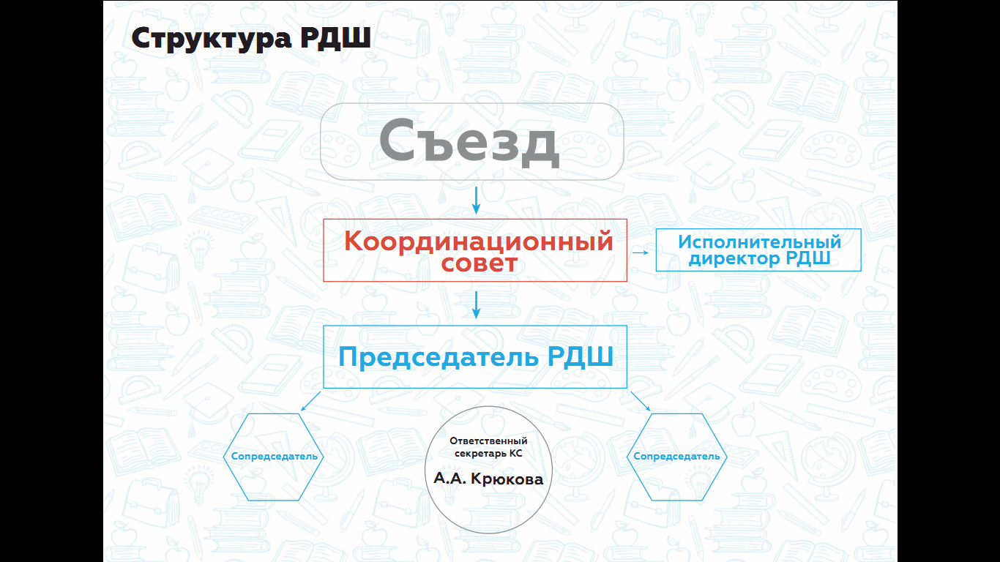 Структура РДШ
Съезд
Координационный
совет
Исполнительный
директор РДШ
Председатель РДШ
Сопредседатель
Ответственный
секретарь КС
А.А. Крюкова
Сопредседатель